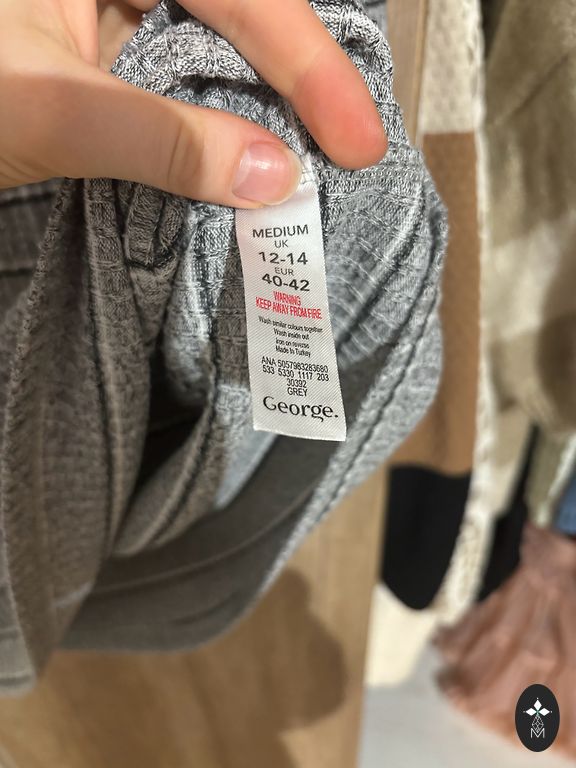 MEDIUM
UK
12-14
EUR
40-42
WARNING
KEEP AWAY FROM FIRE
Wash similar colours together
Wash inside out
Iron on reverse
Made In Turkey
ANA 5057983283680
533 5330 1117 203
30392
GREY
George.
M